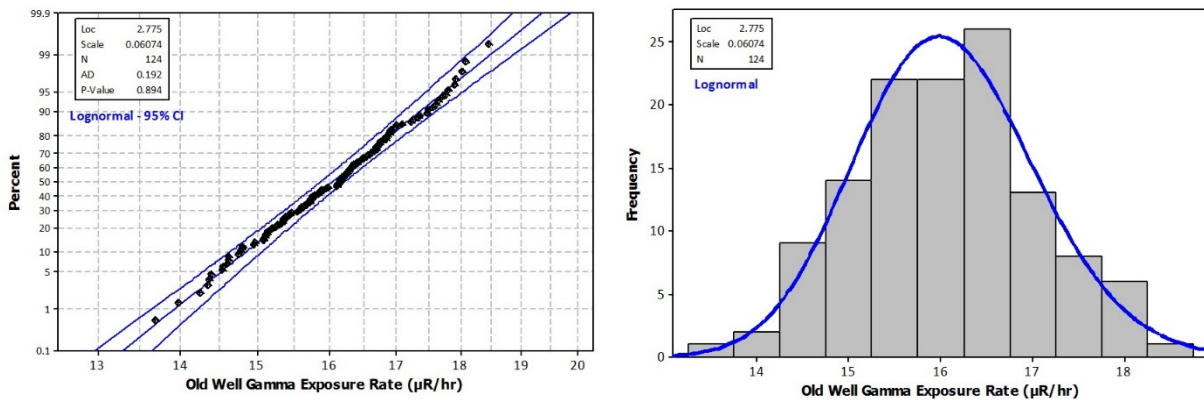 99.9
99
95
90
80
70
60
50
40
30
20
10
5
1
0.1
Percent
Loc 2.775
Scale 0.06074
N 124
AD 0.192
P-Value 0.894
Lognormal - 95% CI
13 14 15 16 17 18 19 20
Old Well Gamma Exposure Rate (µR/hr)
25
20
15
10
5
0
Frequency
Loc 2.775
Scale 0.06074
N 124
Lognormal
14 15 16 17 18
Old Well Gamma Exposure Rate (µR/hr)